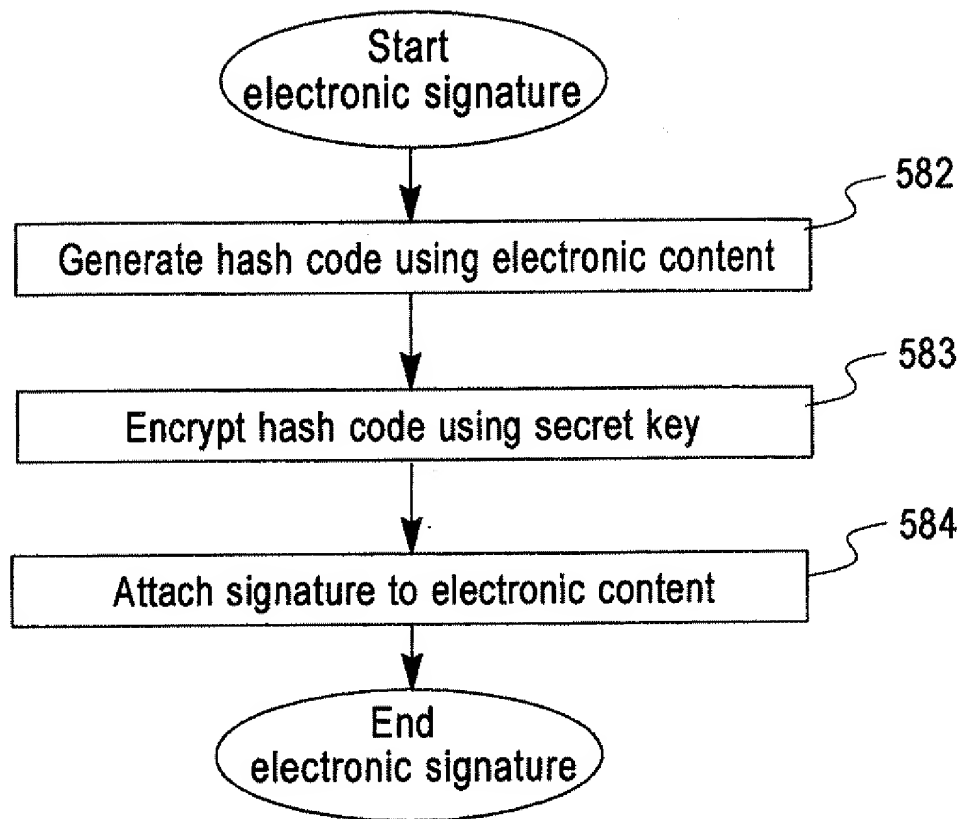 Start
electronic signature
582
Generate hash code using electronic content
583
Encrypt hash code using secret key
584
Attach signature to electronic content
End
electronic signature